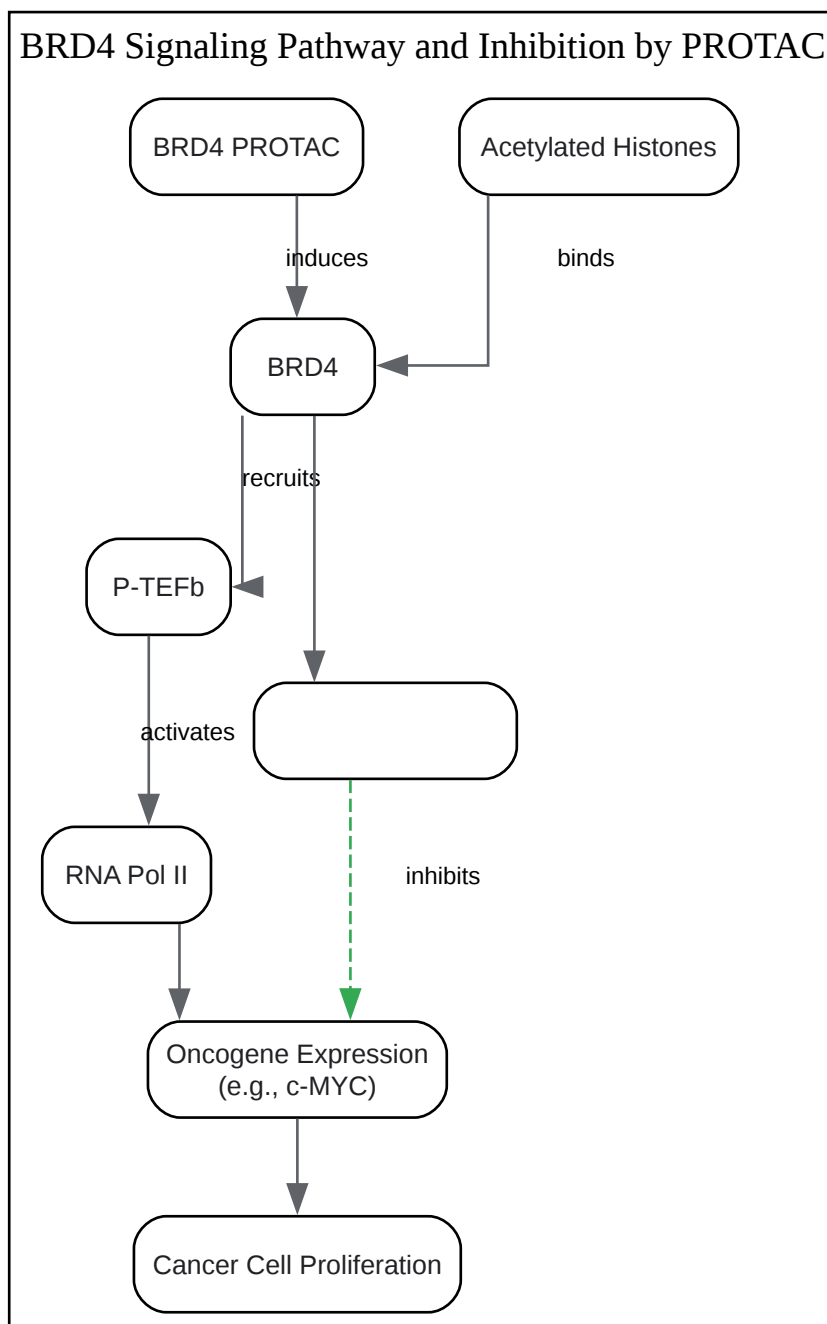 BRD4 Signaling Pathway and Inhibition by PROTAC
BRD4 PROTAC
Acetylated Histones
induces
binds
BRD4
recruits
P-TEFb
activates
RNA Pol II
inhibits
Oncogene Expression
(e.g., c-MYC)
Cancer Cell Proliferation